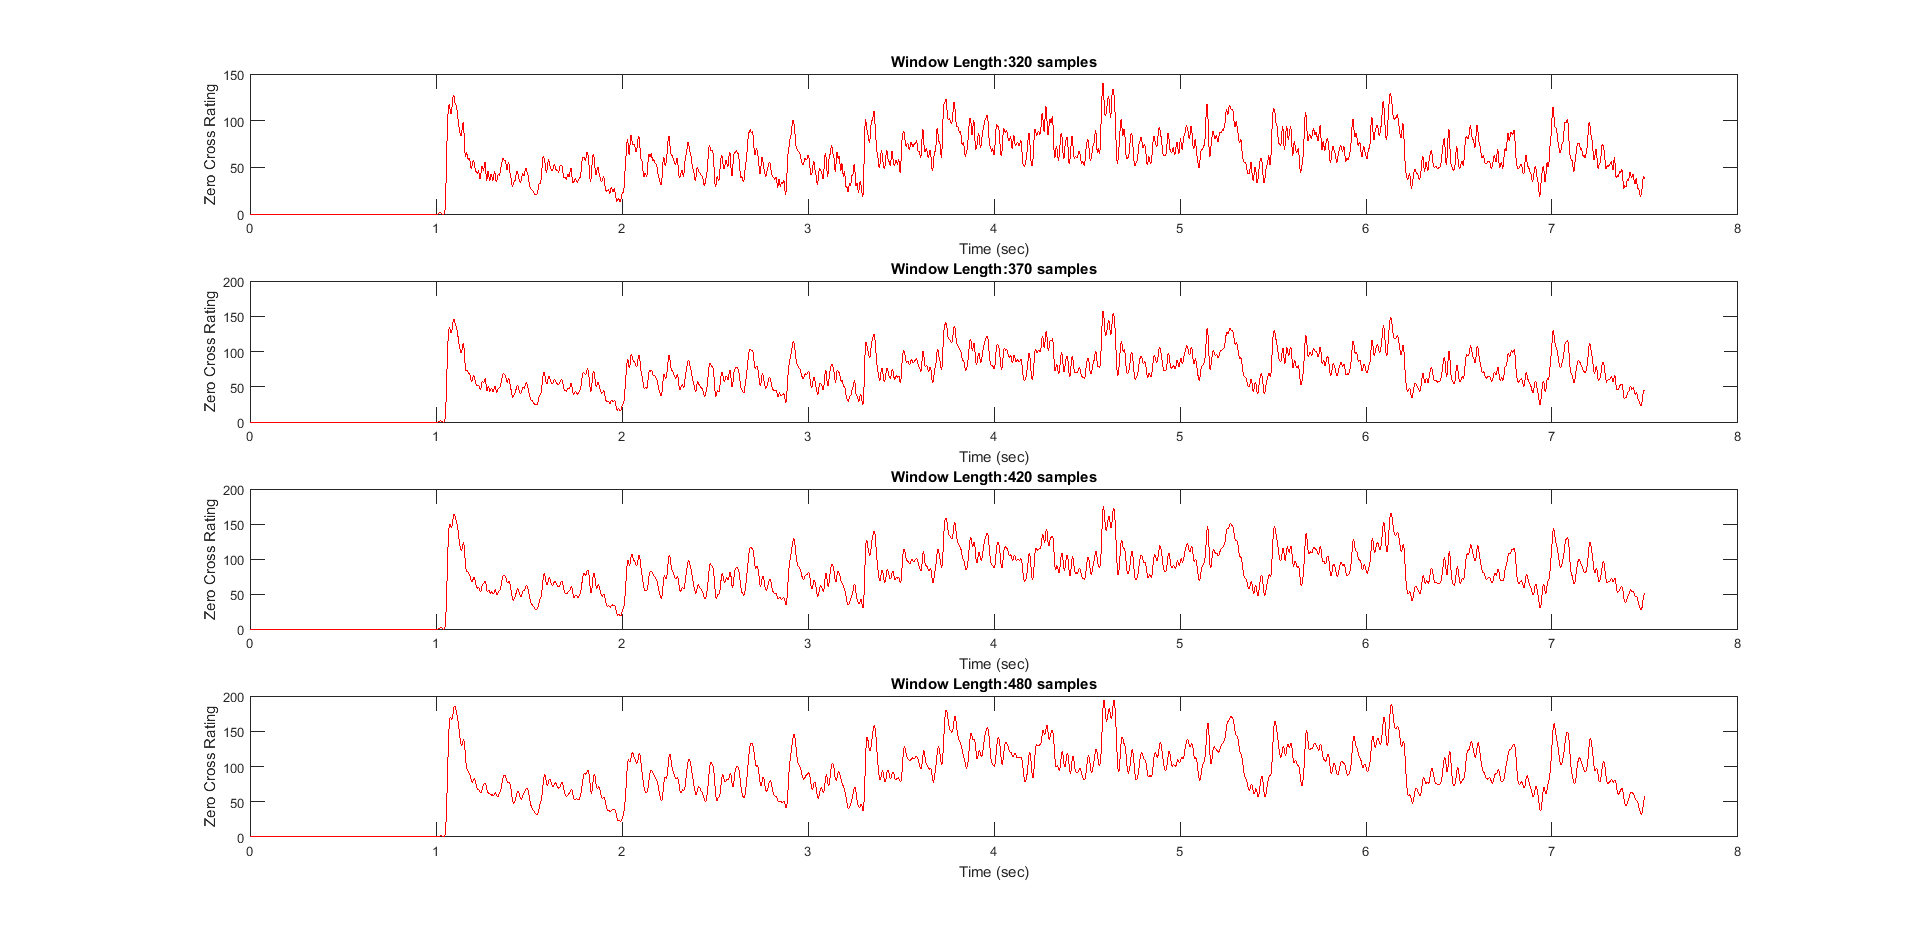 Window Length:320 samples
Zero Cross Rating
150
100
50
0
0 1 2 3 4 5 6 7 8
Time (sec)
Window Length:370 samples
Zero Cross Rating
200
150
100
50
0
0 1 2 3 4 5 6 7 8
Time (sec)
Window Length:420 samples
Zero Cross Rating
200
150
100
50
0
0 1 2 3 4 5 6 7 8
Time (sec)
Window Length:480 samples
Zero Cross Rating
200
150
100
50
0
0 1 2 3 4 5 6 7 8
Time (sec)